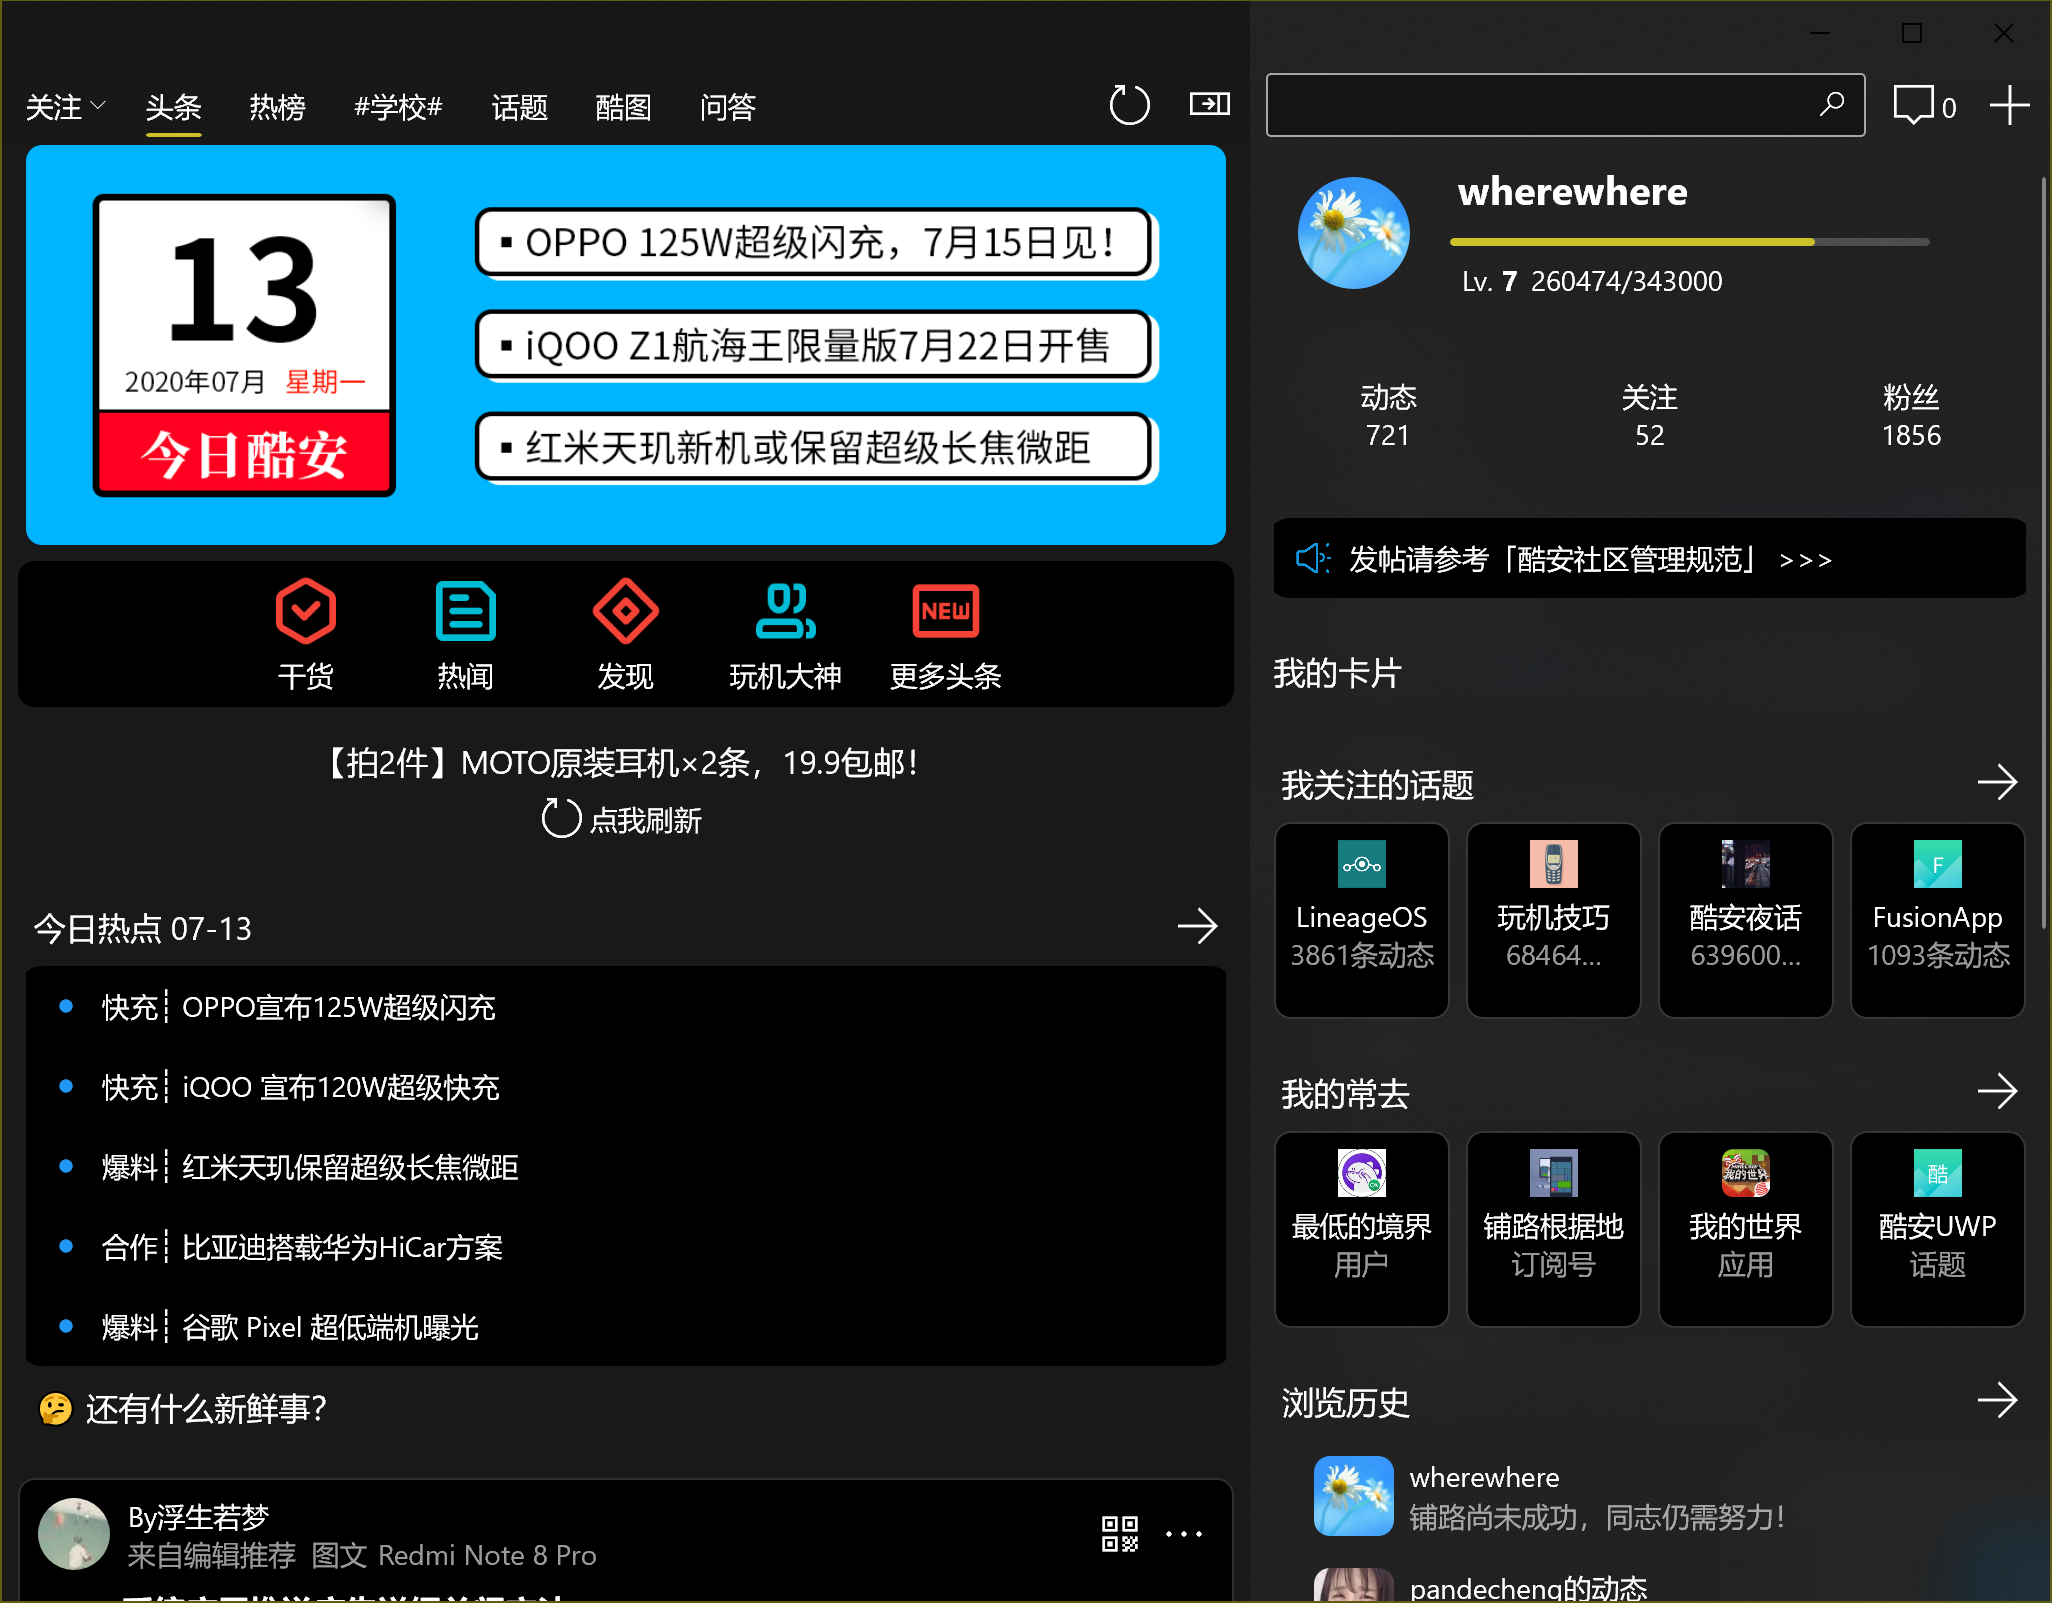 关注 头条 热榜 #学校# 话题 酷图 问答
0
13
2020年07月 星期一
今日酷安
▪ OPPO 125W超级闪充，7月15日见！
▪ iQOO Z1航海王限量版7月22日开售
▪ 红米天玑新机或保留超级长焦微距
干货 热闻 发现 玩机大神 更多头条
NEW
【拍2件】MOTO原装耳机×2条，19.9包邮！
点我刷新
今日热点 07-13
快充┆OPPO宣布125W超级闪充
快充┆iQOO 宣布120W超级快充
爆料┆红米天玑保留超级长焦微距
合作┆比亚迪搭载华为HiCar方案
爆料┆谷歌 Pixel 超低端机曝光
🤔 还有什么新鲜事？
By浮生若梦
来自编辑推荐 图文 Redmi Note 8 Pro
wherewhere
Lv. 7 260474/343000
动态 关注 粉丝
721 52 1856
发帖请参考「酷安社区管理规范」 >>>
我的卡片
我关注的话题
F
LineageOS 玩机技巧 酷安夜话 FusionApp
3861条动态 68464... 639600... 1093条动态
我的常去
我的世界
酷
最低的境界 铺路根据地 我的世界 酷安UWP
用户 订阅号 应用 话题
浏览历史
wherewhere
铺路尚未成功，同志仍需努力！
pandecheng的动态